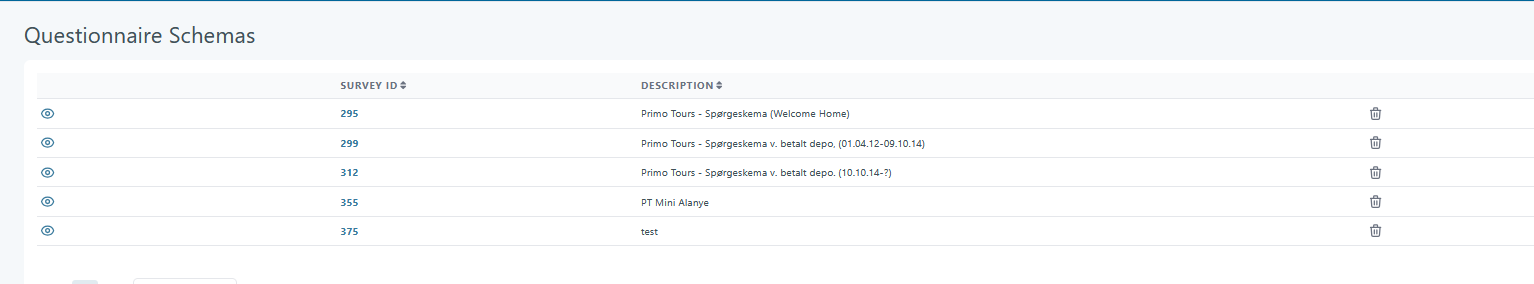 Questionnaire Schemas
SURVEY ID DESCRIPTION
295 Primo Tours - Spørgeskema (Welcome Home)
299 Primo Tours - Spørgeskema v. betalt depo, (01.04.12-09.10.14)
312 Primo Tours - Spørgeskema v. betalt depo. (10.10.14-?)
355 PT Mini Alanye
375 test